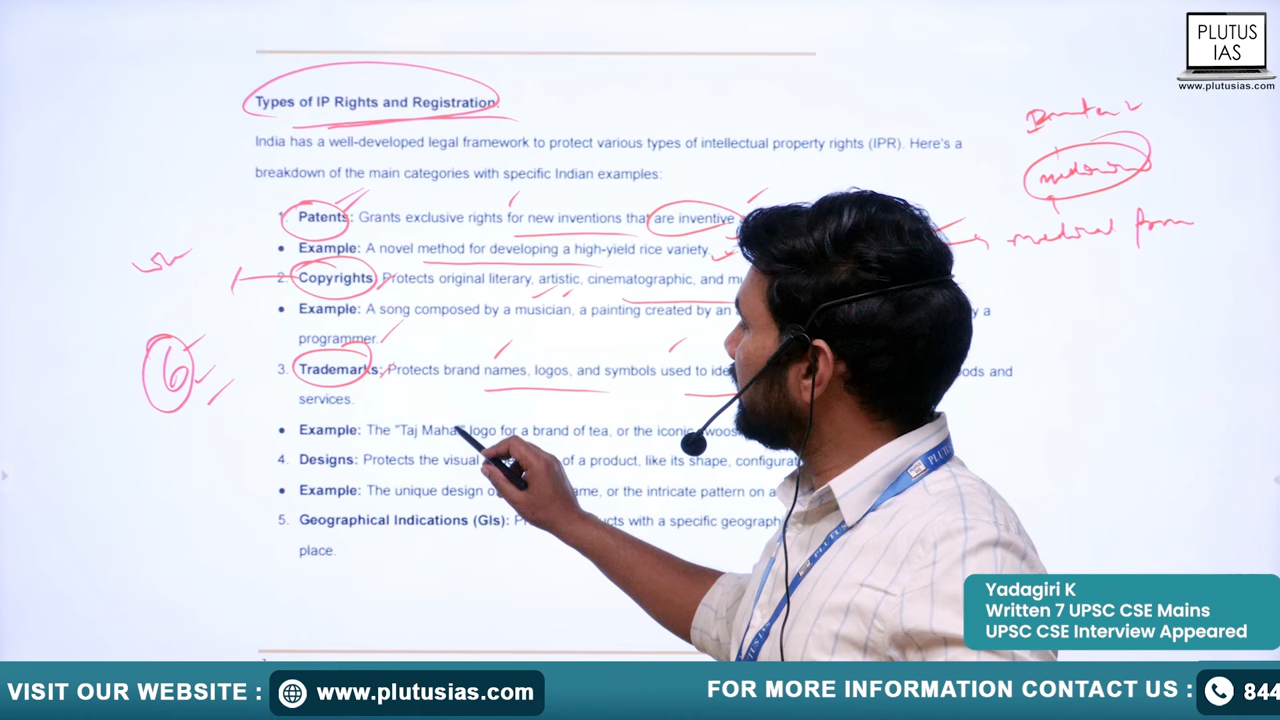 PLUTUS
IAS
www.plutusias.com
Types of IP Rights and Registration
India has a well-developed legal framework to protect various types of intellectual property rights (IPR). Here's a
breakdown of the main categories with specific Indian examples:
1. Patents: Grants exclusive rights for new inventions that are inventive
• Example: A novel method for developing a high-yield rice variety
2. Copyrights: Protects original literary, artistic, cinematographic, and
• Example: A song composed by a musician, a painting created by an y a
programmer.
3. Trademarks: Protects brand names, logos, and symbols used to ods and
services.
• Example: The "Taj Mahal" logo for a brand of tea, or the iconic
4. Designs: Protects the visual of a product, like its shape,
• Example: The unique design or the intricate pattern on a
5. Geographical Indications (GIs): with a specific
place.
6
medical
PLUTUS
Yadagiri K
Written 7 UPSC CSE Mains
UPSC CSE Interview Appeared
VISIT OUR WEBSITE : www.plutusias.com FOR MORE INFORMATION CONTACT US : 844